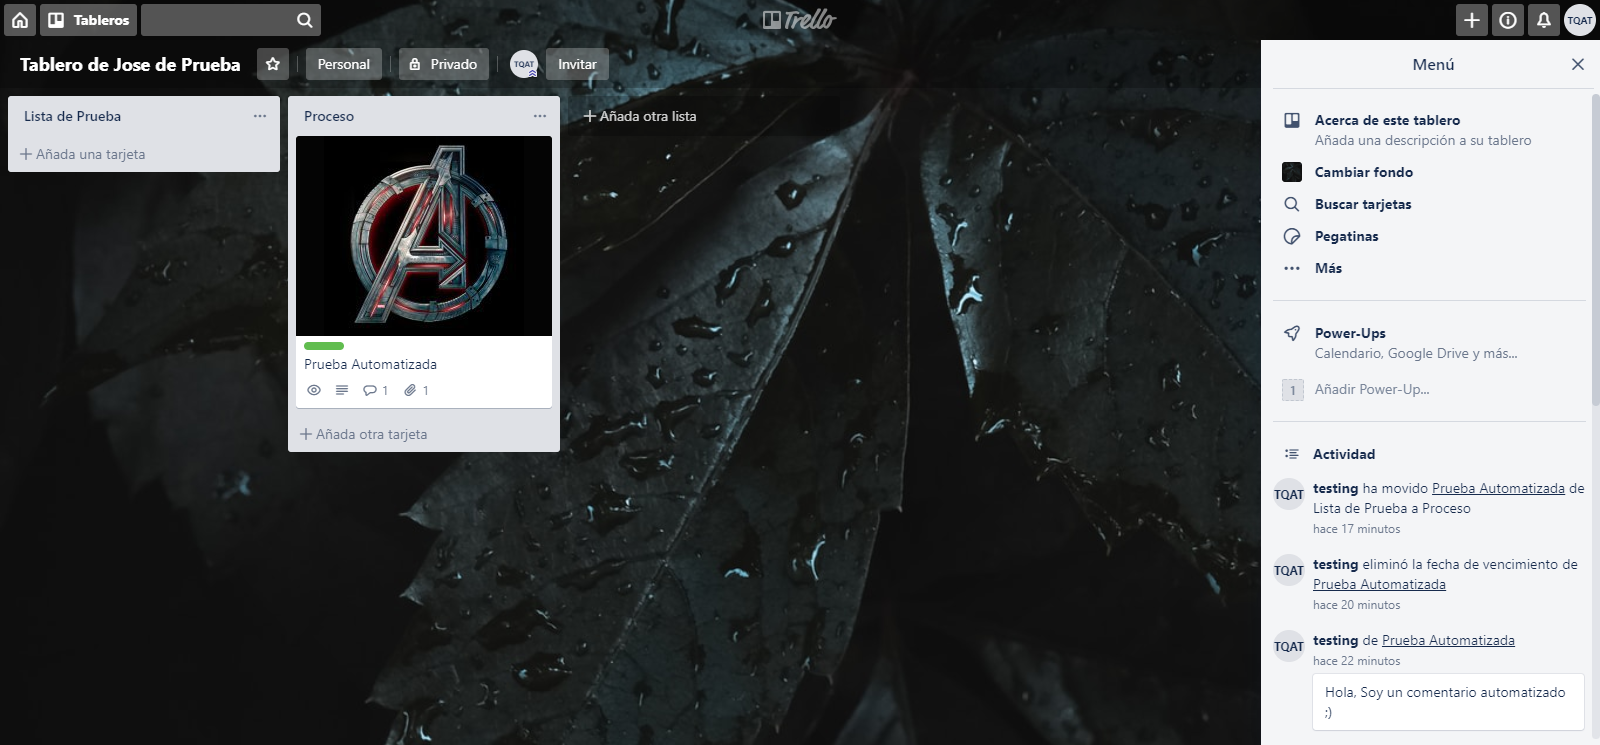 Tableros
Trello
TQAT
Tablero de Jose de Prueba
Personal
Privado
TQAT
Invitar
Lista de Prueba
Añada una tarjeta
Proceso
Prueba Automatizada
1
1
Añada otra tarjeta
Añada otra lista
Menú
Acerca de este tablero
Añada una descripción a su tablero
Cambiar fondo
Buscar tarjetas
Pegatinas
Más
Power-Ups
Calendario, Google Drive y más...
1 Añadir Power-Up...
Actividad
TQAT
testing ha movido Prueba Automatizada de
Lista de Prueba a Proceso
hace 17 minutos
TQAT
testing eliminó la fecha de vencimiento de
Prueba Automatizada
hace 20 minutos
TQAT
testing de Prueba Automatizada
hace 22 minutos
Hola, Soy un comentario automatizado
;)